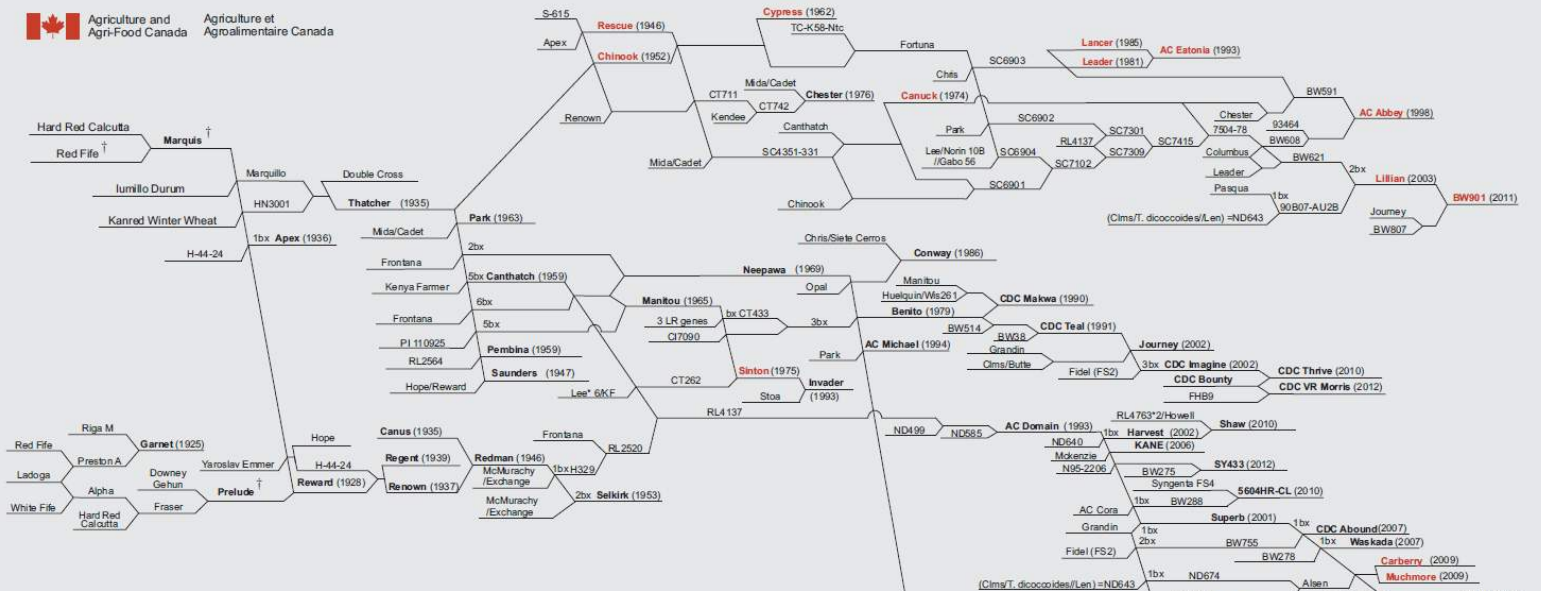 Agriculture and
Agri-Food Canada
Agriculture et
Agroalimentaire Canada
S-615
Apex
Rescue (1946)
Chinook (1952)
Renown
Cypress (1962)
TC-K58-Ntc
Fortuna
Chris
SC6903
Lancer (1985)
Leader (1981)
AC Eatonia (1993)
CT711
Mida/Cadet
CT742
Kendee
Chester (1976)
Canuck (1974)
BW591
Chester
AC Abbey (1998)
93464
BW608
Canthatch
Park
SC6902
RL4137
SC7301
SC7309
SC7415
7504-78
Columbus
Leader
BW621
Mida/Cadet
SC4351-331
Lee/Norin 10B
//Gabo 56
SC6904
SC7102
SC6901
Chinook
Pasqua
1bx
90B07-AU2B
(Clms/T. dicoccoides//Len) =ND643
2bx
Lillian (2003)
BW901 (2011)
Journey
BW807
Hard Red Calcutta
Red Fife †
Marquis †
Iumillo Durum
Kanred Winter Wheat
Marquillo
HN3001
Double Cross
Thatcher (1935)
H-44-24
1bx Apex (1936)
Mida/Cadet
Park (1963)
Frontana
2bx
Kenya Farmer
5bx Canthatch (1959)
Frontana
6bx
PI 110925
5bx
RL2564
Pembina (1959)
Hope/Reward
Saunders (1947)
Neepawa (1969)
Chris/Siete Cerros
Opal
Conway (1986)
Manitou (1965)
3 LR genes
CI7090
bx CT433
3bx
Benito (1979)
Manitou
Huelquin/Wis261
CDC Makwa (1990)
BW514
BW38
CDC Teal (1991)
Grandin
Clms/Butte
Journey (2002)
Fidel (FS2)
3bx CDC Imagine (2002)
CDC Bounty
FHB9
CDC Thrive (2010)
CDC VR Morris (2012)
Park
AC Michael (1994)
Lee* 6/KF
CT262
Sinton (1975)
Stoa
Invader
(1993)
RL4137
ND499
ND585
AC Domain (1993)
RL4763*2/Howell
1bx Harvest (2002)
Shaw (2010)
ND640
KANE (2006)
Mckenzie
N95-2206
BW275
SY433 (2012)
Syngenta FS4
AC Cora
1bx BW288
5604HR-CL (2010)
Grandin
1bx
Superb (2001)
Fidel (FS2)
2bx
BW755
1bx
CDC Abound (2007)
BW278
1bx Waskada (2007)
Carberry (2009)
Muchmore (2009)
(Clms/T. dicoccoides//Len) =ND643
1bx ND674
Alsen
Riga M
Red Fife
Preston A
Garnet (1925)
Ladoga
White Fife
Alpha
Hard Red
Calcutta
Downey
Gehun
Fraser
Prelude †
Yaroslav Emmer
Hope
H-44-24
Reward (1928)
Canus (1935)
Regent (1939)
Renown (1937)
Redman (1946)
McMurachy
/Exchange
McMurachy
/Exchange
1bx H329
2bx Selkirk (1953)
Frontana
RL2520